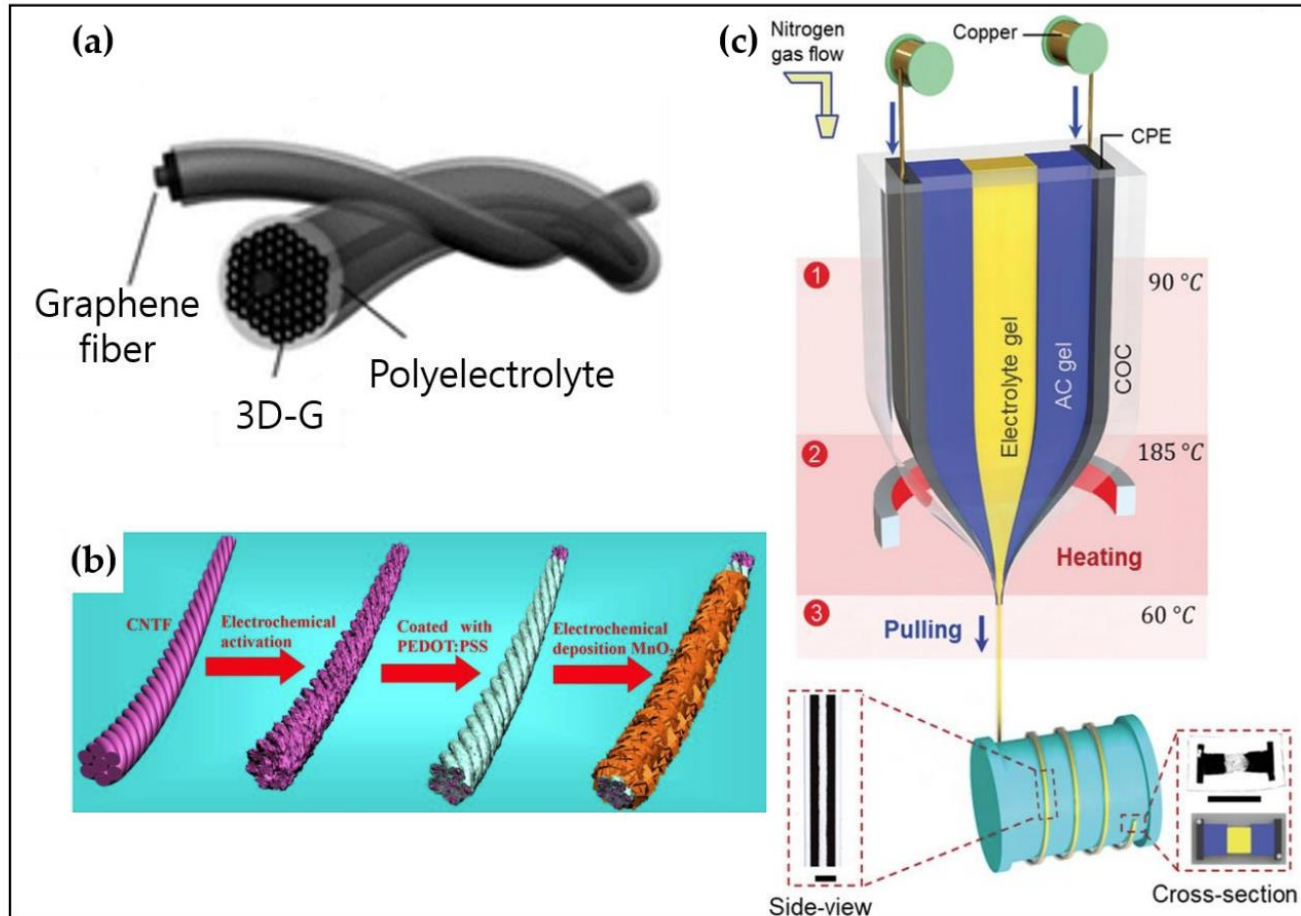 (a)
Graphene
fiber
3D-G
Polyelectrolyte
(b)
CNTF
Electrochemical
activation
Coated with
PEDOT:PSS
Electrochemical
deposition MnO₂
(c)
Nitrogen
gas flow
Copper
CPE
1
90 °C
Electrolyte gel
AC gel
COC
2
185 °C
Heating
3
60 °C
Pulling
Side-view
Cross-section